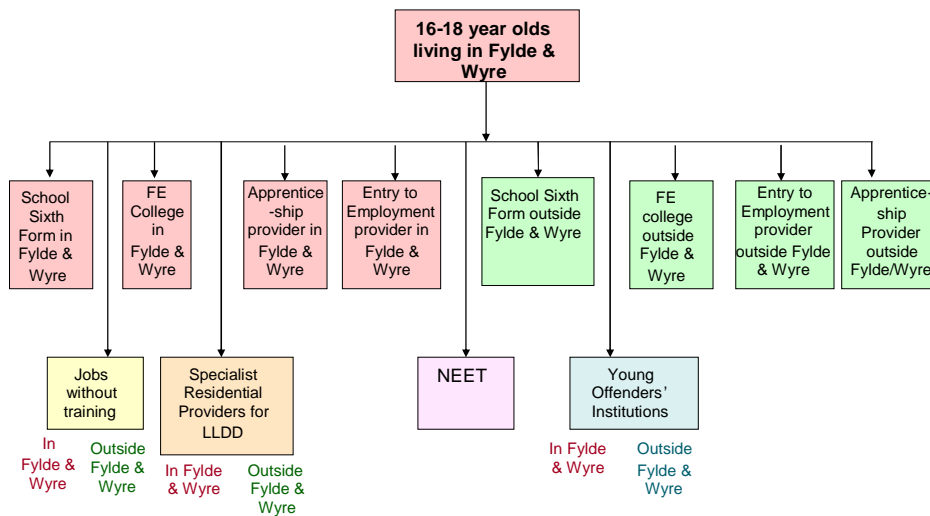 16-18 year olds
living in Fylde &
Wyre
School
Sixth
Form in
Fylde &
Wyre
FE
College
in
Fylde &
Wyre
Apprentice
-ship
provider in
Fylde &
Wyre
Entry to
Employment
provider in
Fylde &
Wyre
School Sixth
Form outside
Fylde & Wyre
FE
college
outside
Fylde &
Wyre
Entry to
Employment
provider
outside Fylde
& Wyre
Apprentice-
ship
Provider
outside
Fylde/Wyre
Jobs
without
training
Specialist
Residential
Providers for
LLDD
NEET
Young
Offenders'
Institutions
In
Fylde &
Wyre
Outside
Fylde &
Wyre
In Fylde
& Wyre
Outside
Fylde &
Wyre
In Fylde
& Wyre
Outside
Fylde &
Wyre